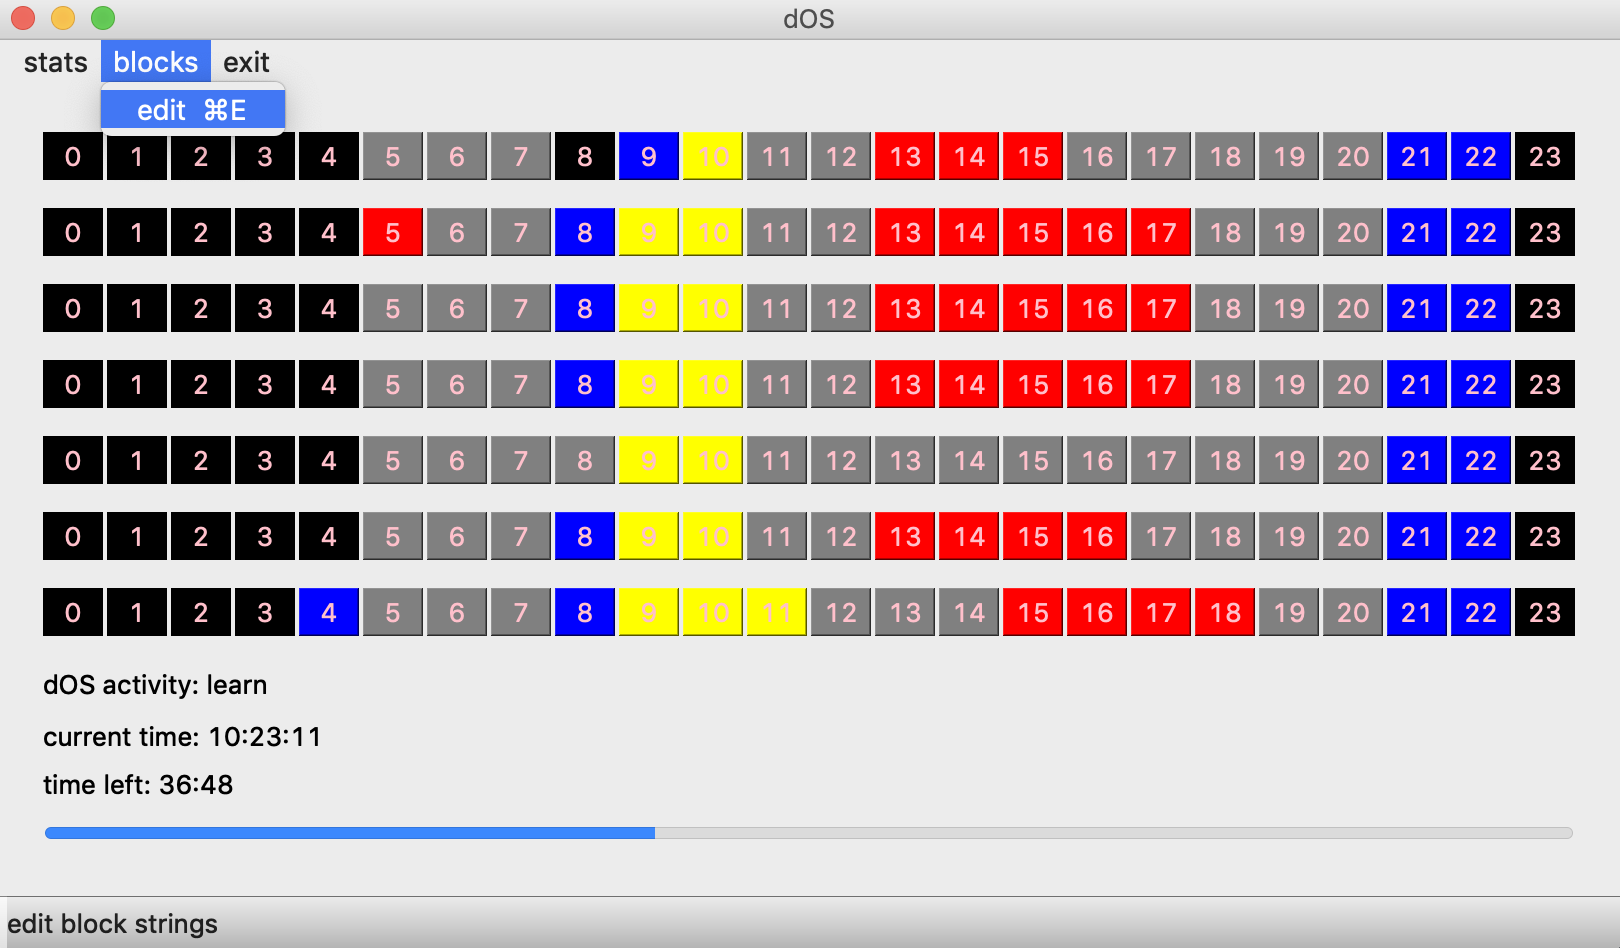 dOS
stats blocks exit
edit ⌘E
0 1 2 3 4 5 6 7 8 9 10 11 12 13 14 15 16 17 18 19 20 21 22 23
0 1 2 3 4 5 6 7 8 9 10 11 12 13 14 15 16 17 18 19 20 21 22 23
0 1 2 3 4 5 6 7 8 9 10 11 12 13 14 15 16 17 18 19 20 21 22 23
0 1 2 3 4 5 6 7 8 9 10 11 12 13 14 15 16 17 18 19 20 21 22 23
0 1 2 3 4 5 6 7 8 9 10 11 12 13 14 15 16 17 18 19 20 21 22 23
0 1 2 3 4 5 6 7 8 9 10 11 12 13 14 15 16 17 18 19 20 21 22 23
0 1 2 3 4 5 6 7 8 9 10 11 12 13 14 15 16 17 18 19 20 21 22 23
dOS activity: learn
current time: 10:23:11
time left: 36:48
edit block strings